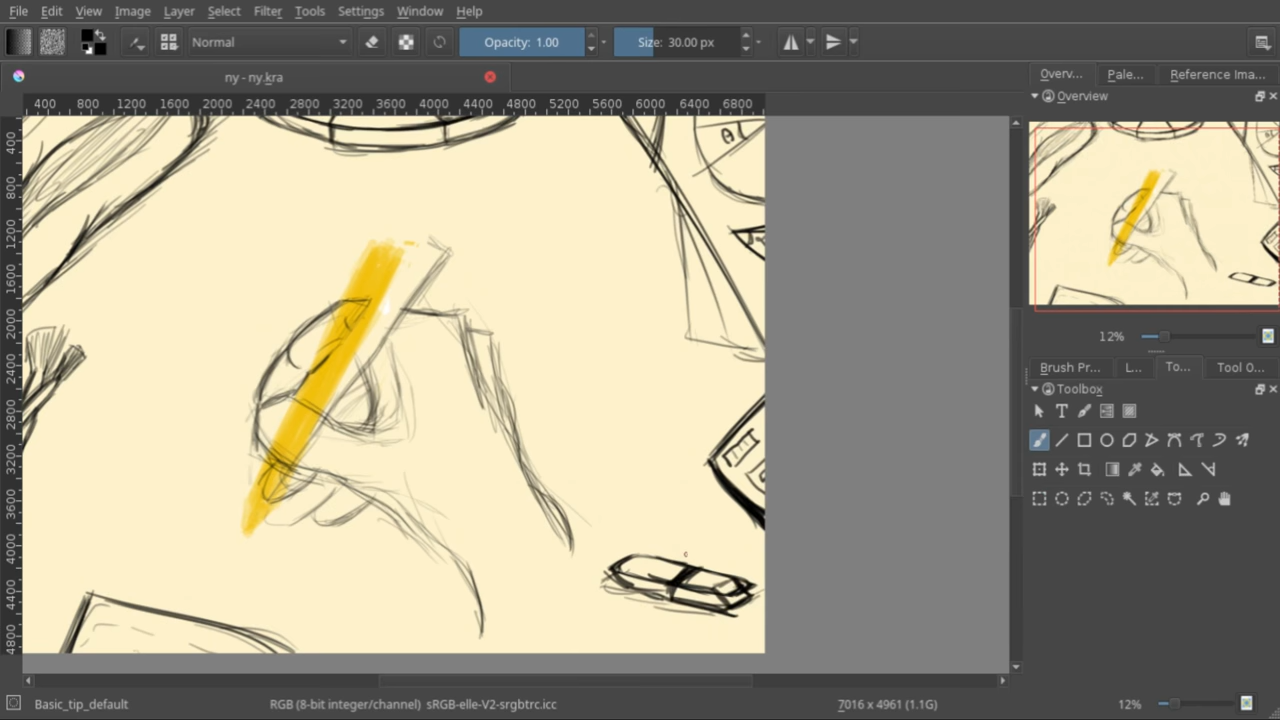 File Edit View Image Layer Select Filter Tools Settings Window Help
Normal Opacity: 1.00 Size: 30.00 px
ny - ny.kra
Overv... Pale... Reference Ima...
Overview
400 800 1200 1600 2000 2400 2800 3200 3600 4000 4400 4800 5200 5600 6000 6400 6800
400
800
1200
1600
2000
2400
2800
3200
3600
4000
4400
4800
12%
Brush Pr... L... To... Tool O...
Toolbox
Basic_tip_default RGB (8-bit integer/channel) sRGB-elle-V2-srgbtrc.icc 7016 x 4961 (1.1G) 12%